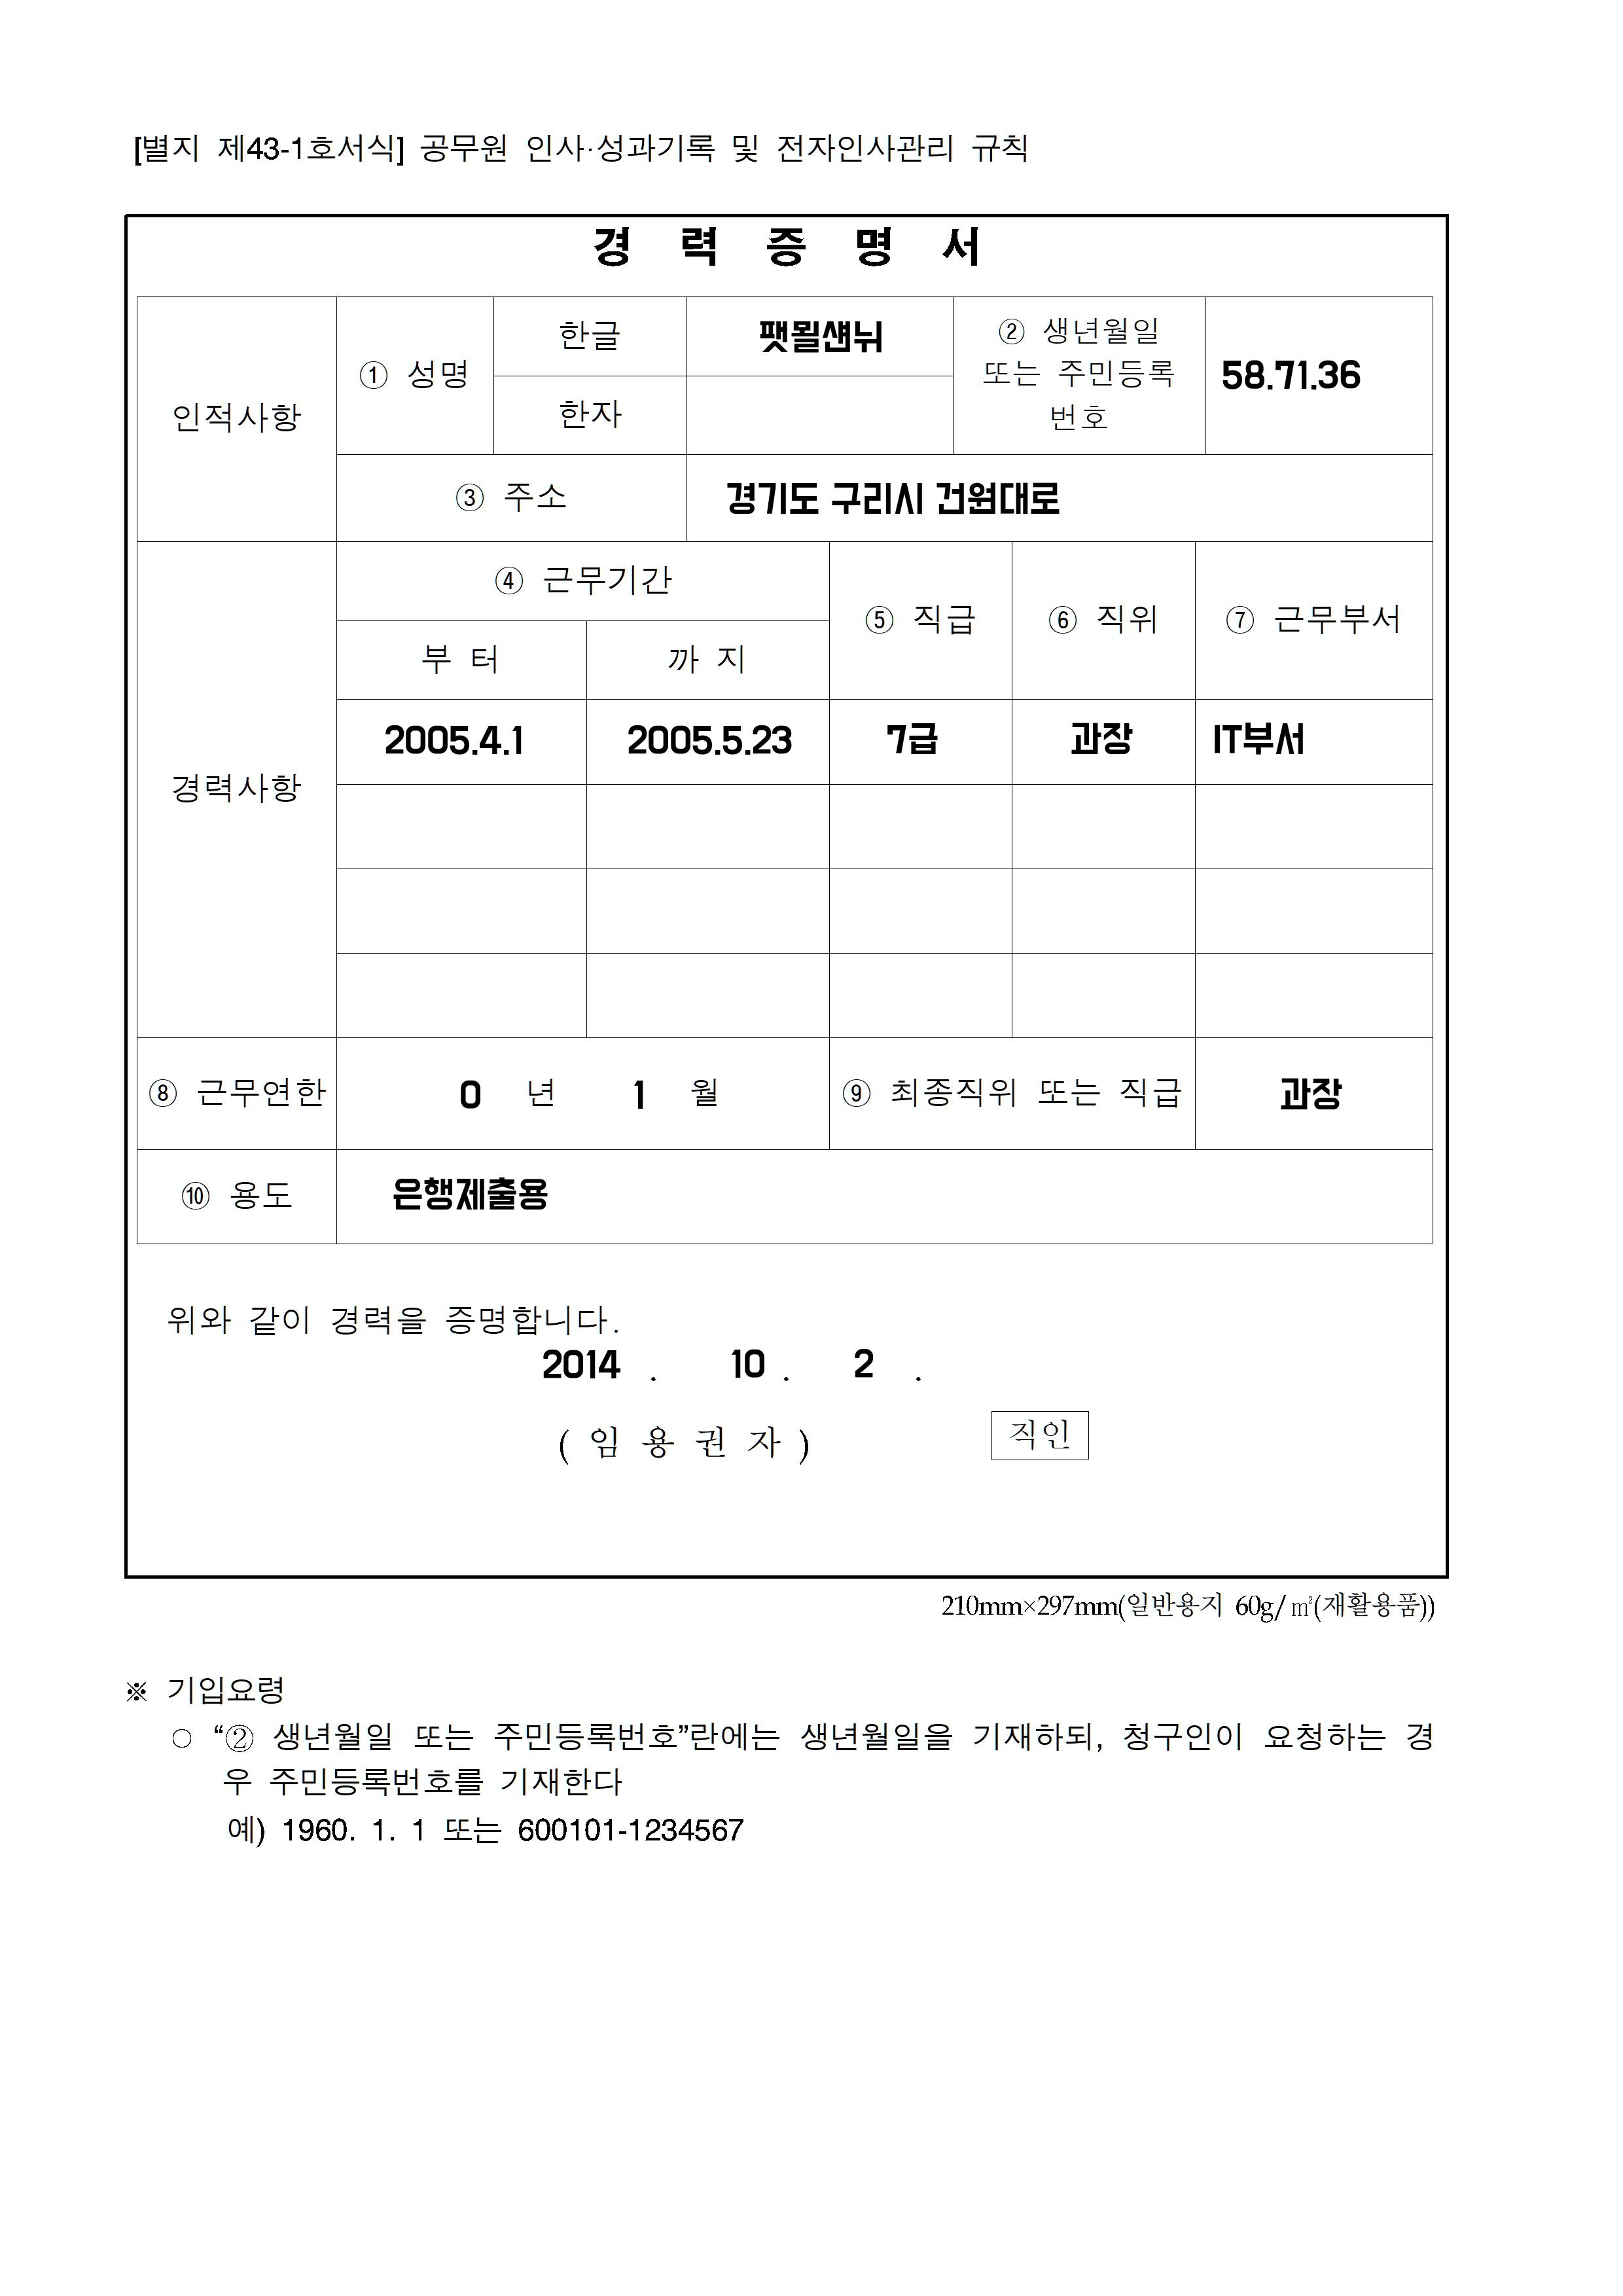 [별지 제43-1호서식] 공무원 인사·성과기록 및 전자인사관리 규칙
경 력 증 명 서
인적사항
① 성명
한글
팻묄섄뉘
② 생년월일
또는 주민등록
번호
58.71.36
한자
③ 주소
경기도 구리시 건원대로
경력사항
④ 근무기간
⑤ 직급
⑥ 직위
⑦ 근무부서
부 터
까 지
2005.4.1
2005.5.23
7급
과장
IT부서
⑧ 근무연한
0 년 1 월
⑨ 최종직위 또는 직급
과장
⑩ 용도
은행제출용
위와 같이 경력을 증명합니다.
2014 . 10 . 2 .
( 임 용 권 자 )
직인
210mm×297mm(일반용지 60g/㎡(재활용품))
※ 기입요령
○ “② 생년월일 또는 주민등록번호”란에는 생년월일을 기재하되, 청구인이 요청하는 경
우 주민등록번호를 기재한다
예) 1960. 1. 1 또는 600101-1234567